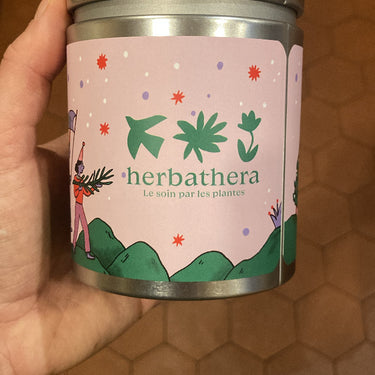 herbathera
Le soin par les plantes